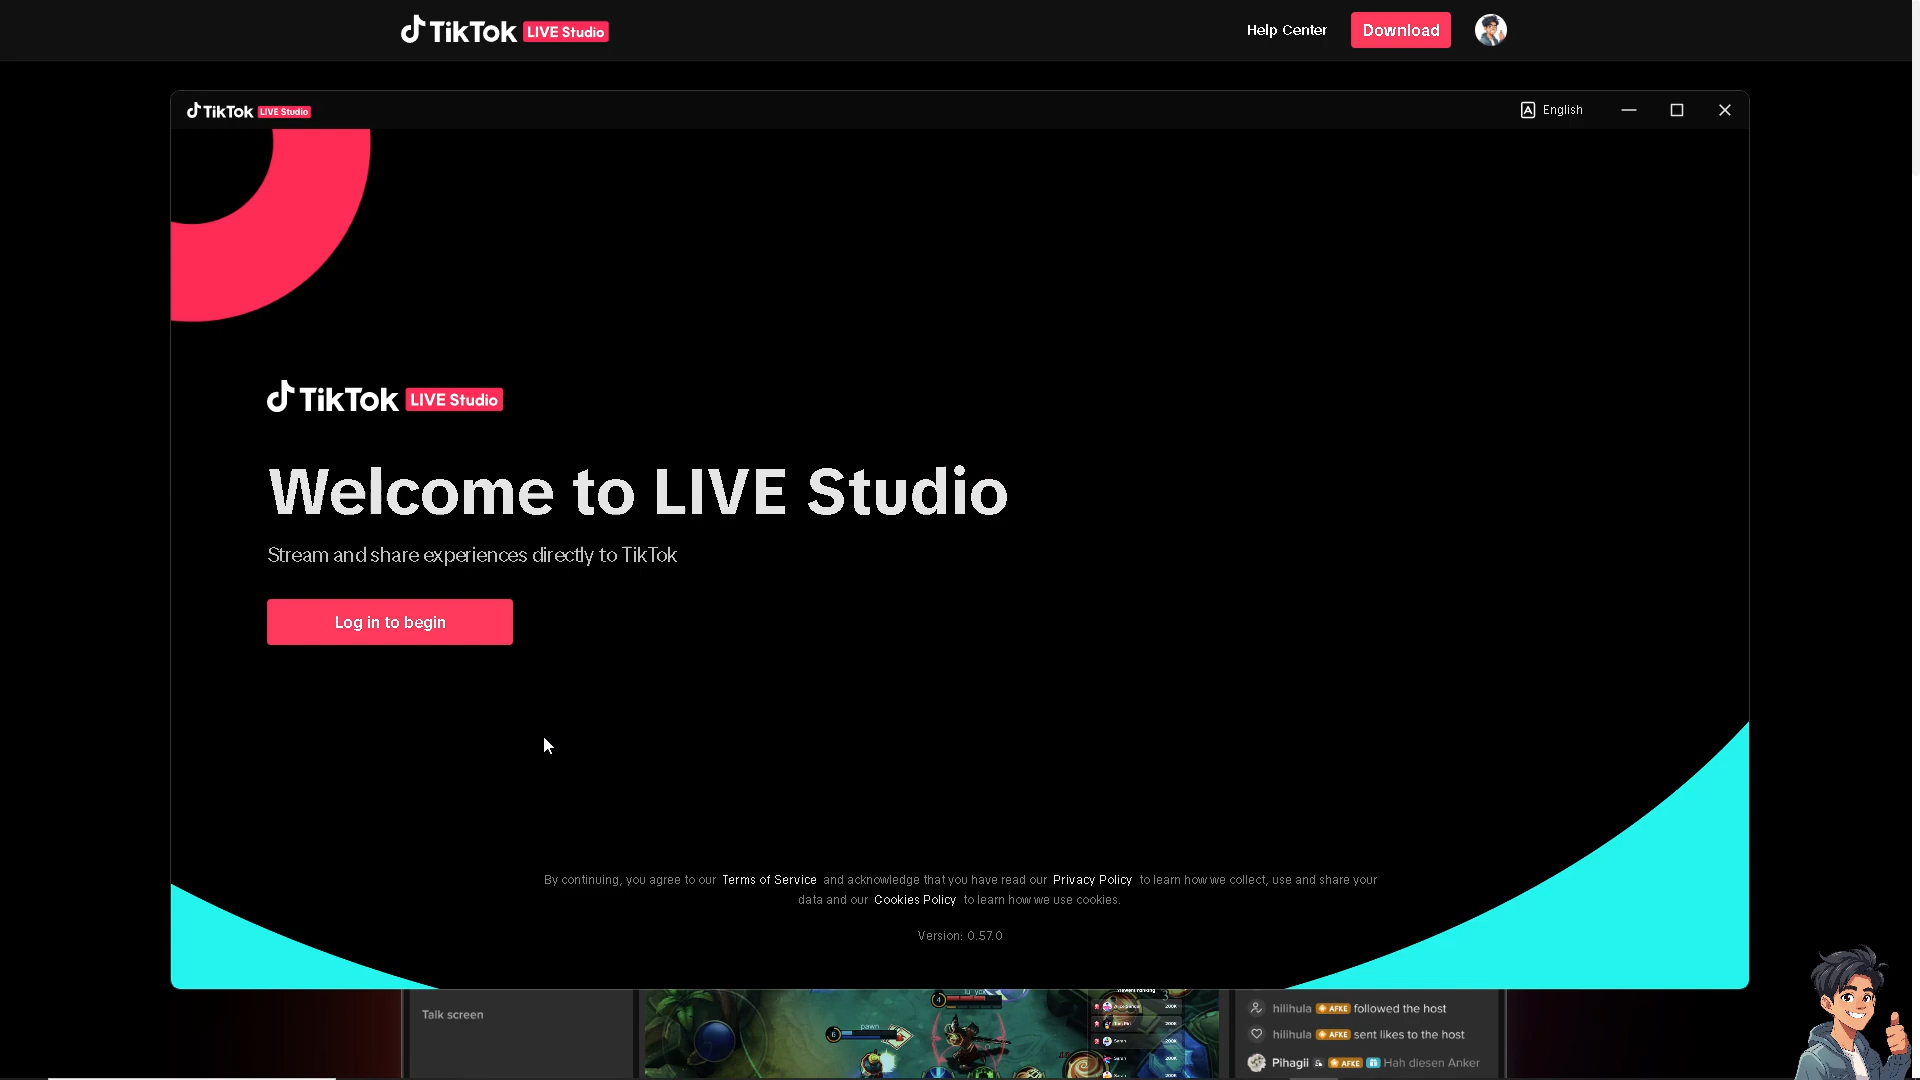 TikTok LIVE Studio
Help Center
Download
TikTok LIVE Studio
English
TikTok LIVE Studio
Welcome to LIVE Studio
Stream and share experiences directly to TikTok
Log in to begin
By continuing, you agree to our Terms of Service and acknowledge that you have read our Privacy Policy to learn how we collect, use and share your
data and our Cookies Policy to learn how we use cookies.
Version: 0.57.0
Talk screen
pawn
hilihula AFKE followed the host
hilihula AFKE sent likes to the host
Pihagii AFKE Hah diesen Anker